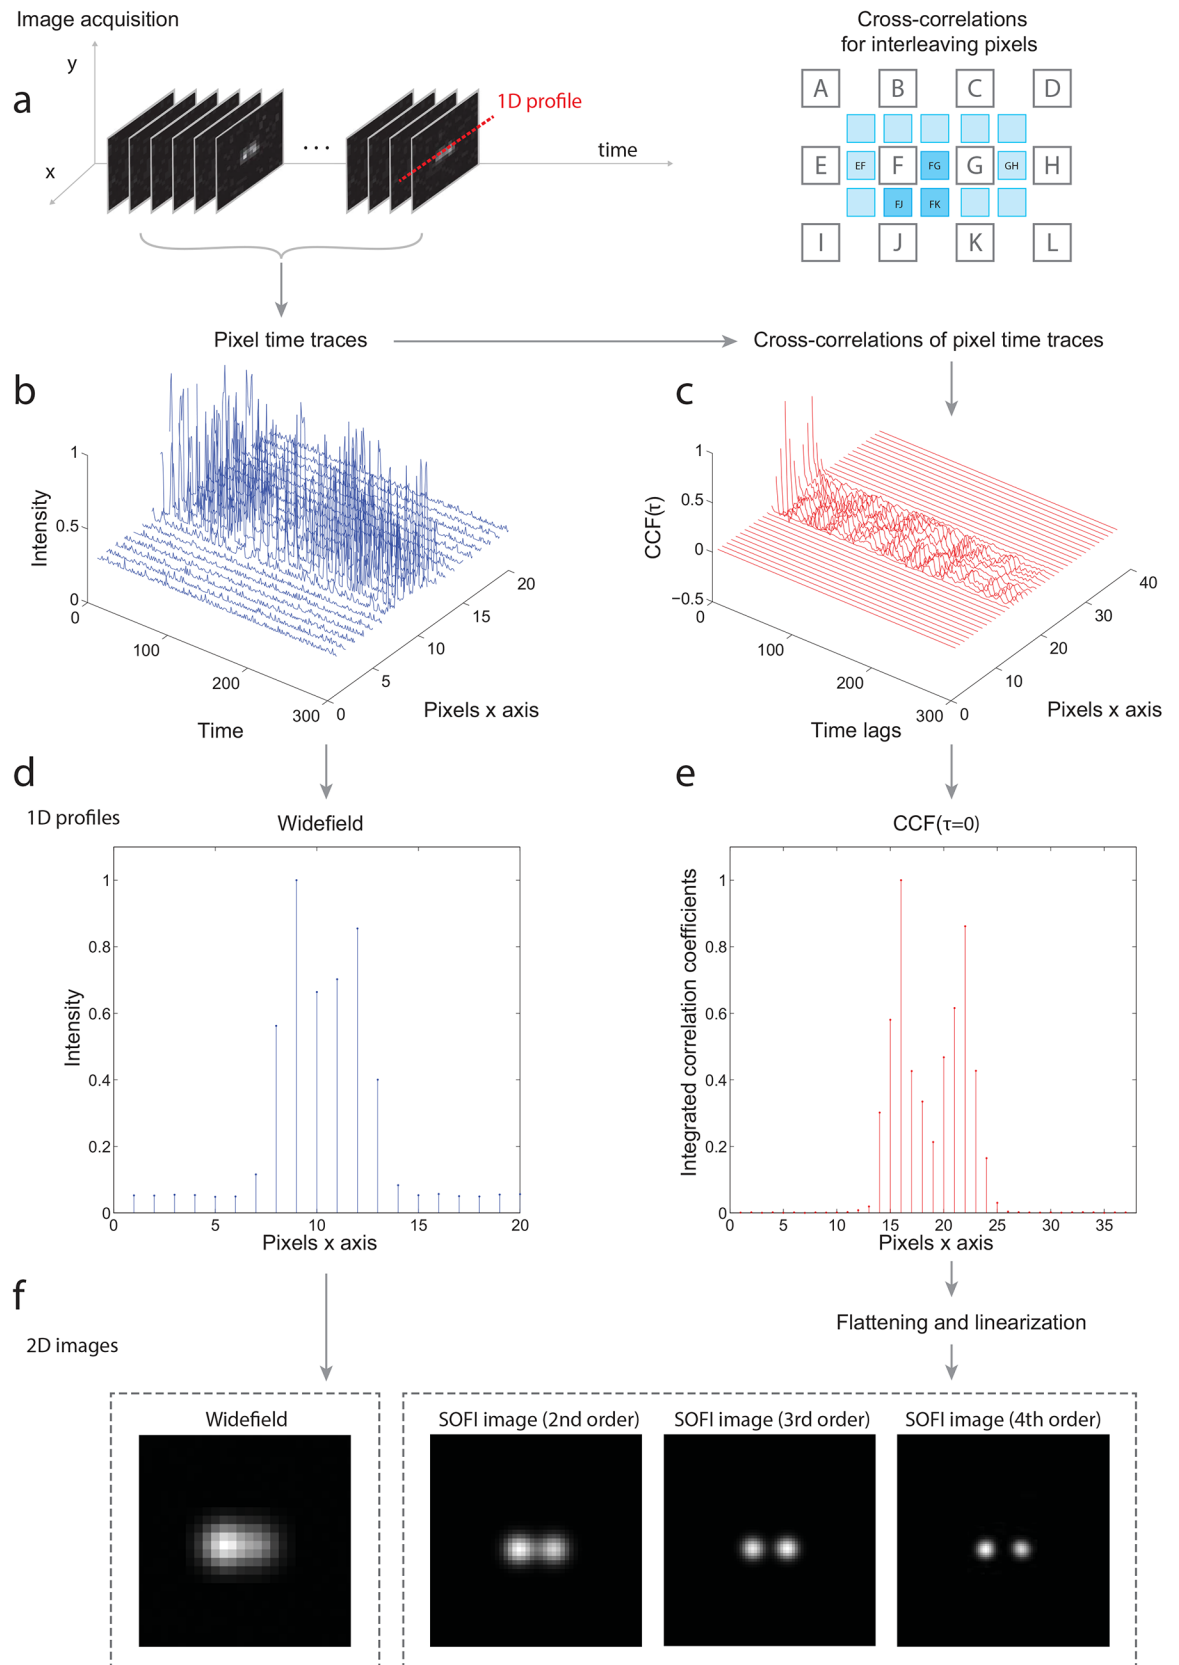 Image acquisition
y
a
x
1D profile
...
time
Cross-correlations
for interleaving pixels
A B C D
E EF F FG G GH H
FJ FK
I J K L
Pixel time traces
Cross-correlations of pixel time traces
b
Intensity
1
0.5
0
0
100
200
300
Time
0
5
10
15
20
Pixels x axis
c
CCF(τ)
1
0.5
0
−0.5
0
100
200
300
Time lags
0
10
20
30
40
Pixels x axis
d
1D profiles
Widefield
Intensity
1
0.8
0.6
0.4
0.2
0
0 5 10 15 20
Pixels x axis
e
CCF(τ=0)
Integrated correlation coefficients
1
0.8
0.6
0.4
0.2
0
0 5 10 15 20 25 30 35
Pixels x axis
f
Flattening and linearization
2D images
Widefield
SOFI image (2nd order)
SOFI image (3rd order)
SOFI image (4th order)